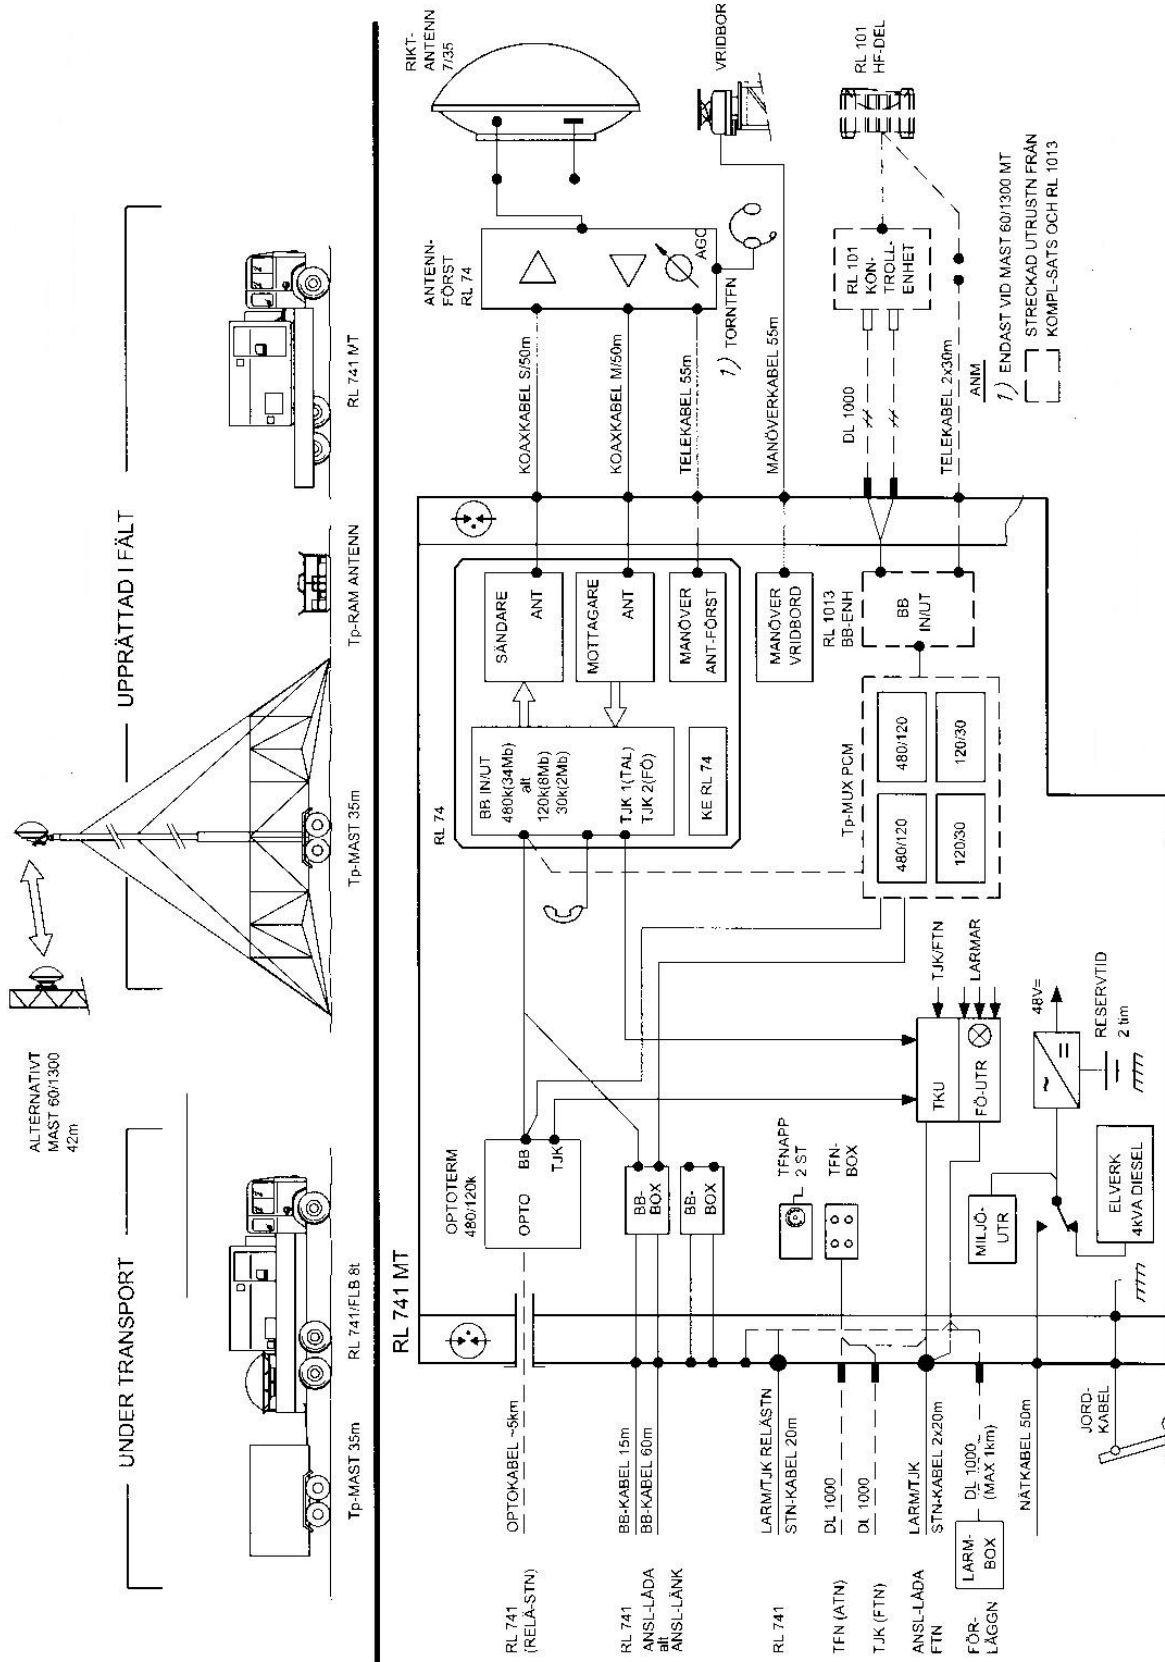 UNDER TRANSPORT
Tp-MAST 35m
RL 741/FLB 8t
ALTERNATIVT
MAST 60/1300
42m
UPPRÄTTAD I FÄLT
Tp-MAST 35m
Tp-RAM ANTENN
RL 741 MT
RL 741 MT
RL 741
(RELÄ-STN)
OPTOKABEL ~5km
OPTOTERM
480/120k
OPTO
BB
TJK
RL 741
ANSL-LÅDA
alt
ANSL-LÄNK
BB-KABEL 15m
BB-KABEL 60m
BB-
BOX
BB-
BOX
RL 741
LARM/TJK RELÄSTN
STN-KABEL 20m
TFNAPP
2 ST
TFN-
BOX
TFN (ATN)
DL 1000
TJK (FTN)
DL 1000
ANSL-LÅDA
FTN
LARM/TJK
STN-KABEL 2x20m
FÖR-
LÄGGN
LARM-
BOX
DL 1000
(MAX 1km)
NÄTKABEL 50m
JORD-
KABEL
MILJÖ-
UTR
ELVERK
4kVA DIESEL
TKU
FÖ-UTR
TJK/FTN
LARMAR
48V=
~
=
RESERVTID
2 tim
RL 74
BB IN/UT
480k(34Mb)
alt
120k(8Mb)
30k(2Mb)
TJK 1(TAL)
TJK 2(FÖ)
KE RL 74
SÄNDARE
ANT
MOTTAGARE
ANT
MANÖVER
ANT-FÖRST
MANÖVER
VRIDBORD
Tp-MUX PCM
480/120
480/120
120/30
120/30
RL 1013
BB-ENH
BB
IN/UT
KOAXKABEL S/50m
KOAXKABEL M/50m
TELEKABEL 55m
MANÖVERKABEL 55m
DL 1000
TELEKABEL 2x30m
ANTENN-
FÖRST
RL 74
AGC
1) TORNTFN
RIKT-
ANTENN
7/35
VRIDBOR
RL 101
KON-
TROLL-
ENHET
RL 101
HF-DEL
ANM
1) ENDAST VID MAST 60/1300 MT
STRECKAD UTRUSTN FRÅN
KOMPL-SATS OCH RL 1013